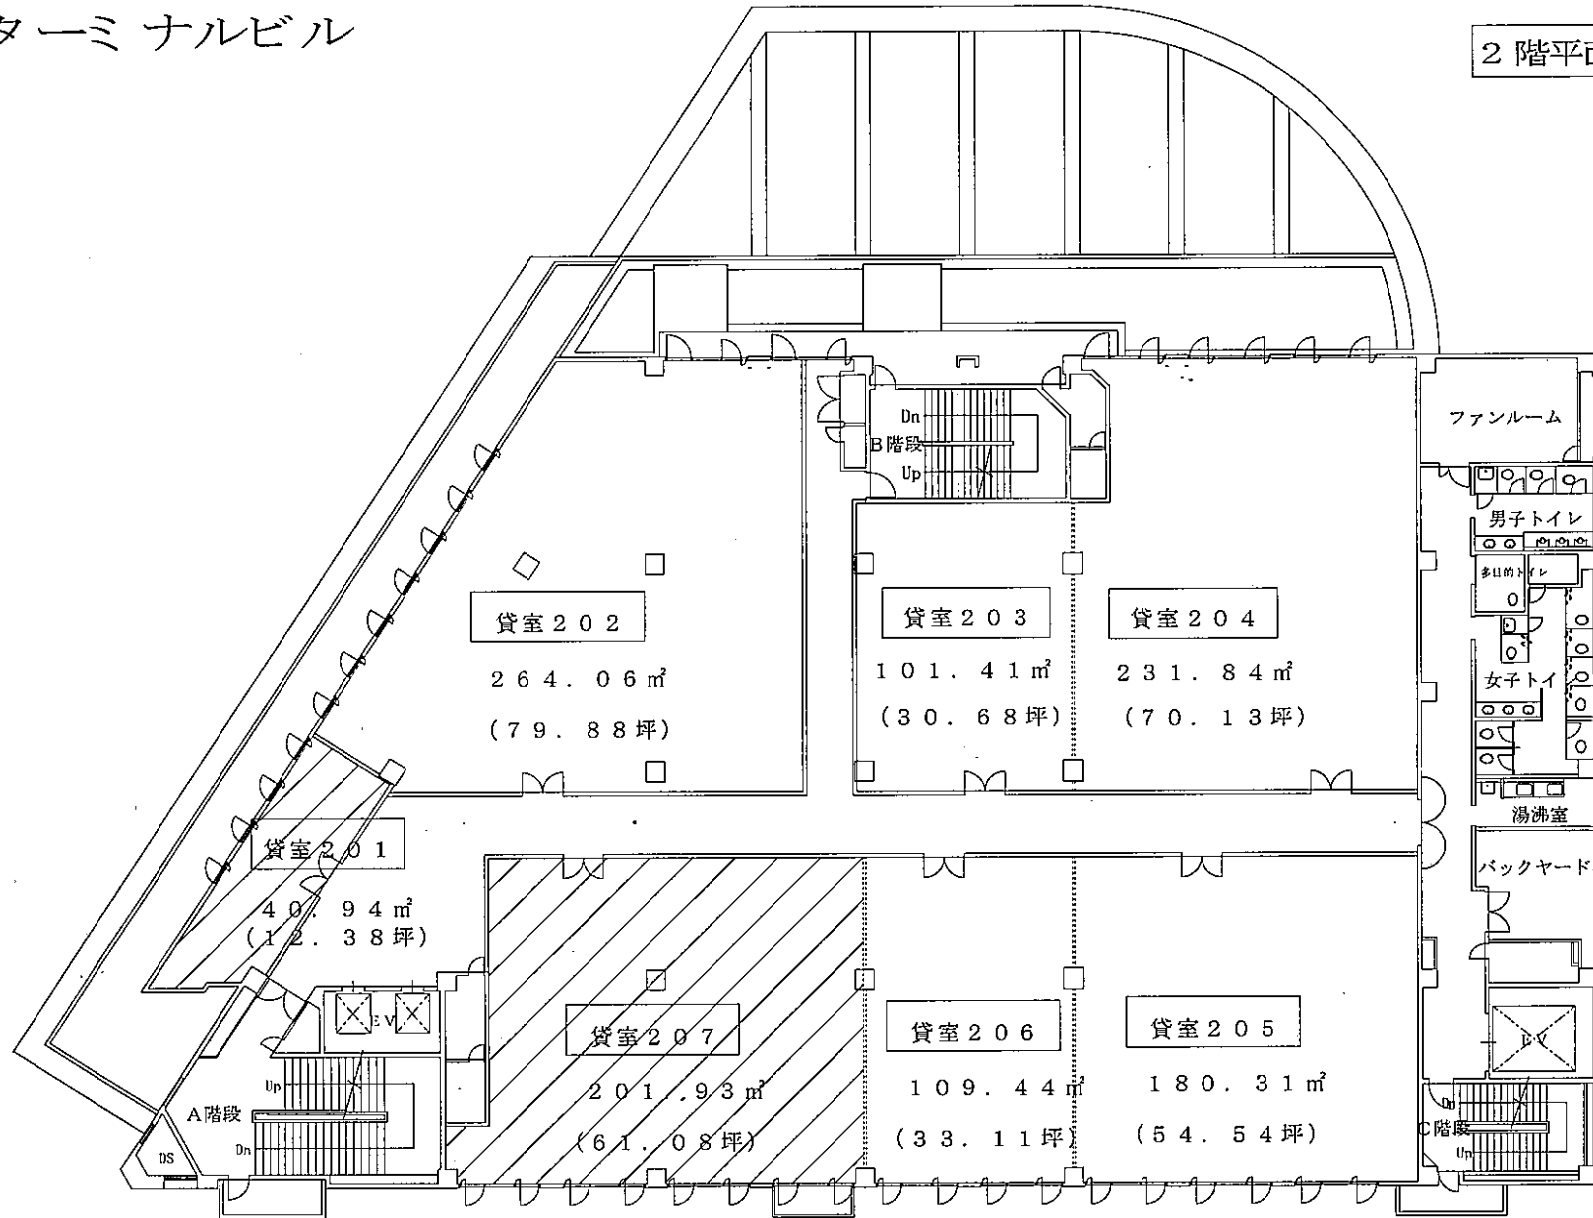 ターミナルビル
2階平面
ファンルーム
Dn
B階段
Up
男子トイレ
多目的トイレ
貸室202
264.06㎡
(79.88坪)
貸室203
101.41㎡
(30.68坪)
貸室204
231.84㎡
(70.13坪)
女子トイ
湯沸室
バックヤード
貸室201
40.94㎡
(12.38坪)
EV
貸室207
201.93㎡
(61.08坪)
貸室206
109.44㎡
(33.11坪)
貸室205
180.31㎡
(54.54坪)
EV
Up
A階段
Dn
DS
Dn
C階段
Up